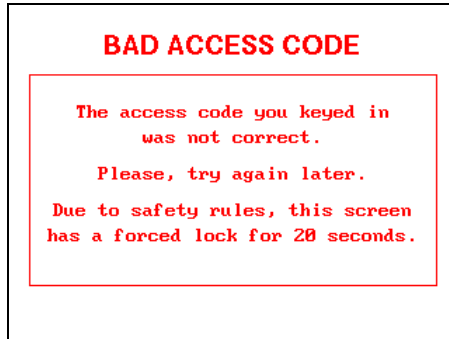 BAD ACCESS CODE
The access code you keyed in
was not correct.
Please, try again later.
Due to safety rules, this screen
has a forced lock for 20 seconds.